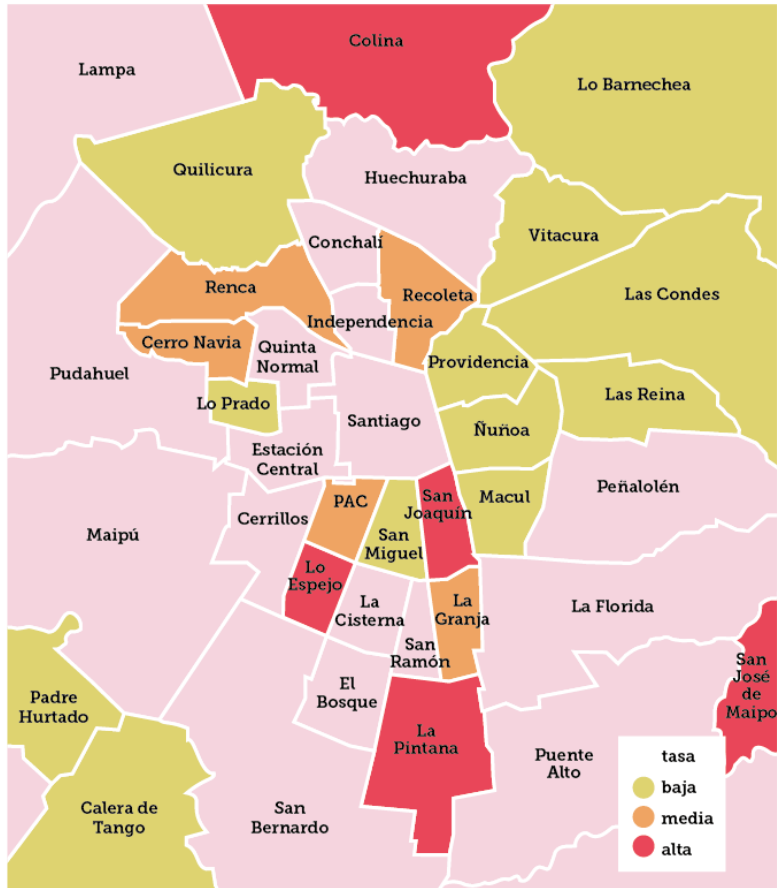 Colina
Lampa
Lo Barnechea
Quilicura
Huechuraba
Vitacura
Conchalí
Renca
Recoleta
Las Condes
Independencia
Cerro Navia
Quinta
Normal
Providencia
Pudahuel
Las Reina
Lo Prado
Santiago
Ñuñoa
Estación
Central
Peñalolén
PAC
San
Joaquín
Macul
Cerrillos
Maipú
San
Miguel
Lo
Espejo
La
Cisterna
La
Granja
La Florida
San
Ramón
San
José
de
Maipo
El
Bosque
Padre
Hurtado
La
Pintana
Puente
Alto
Calera de
Tango
San
Bernardo
tasa
baja
media
alta